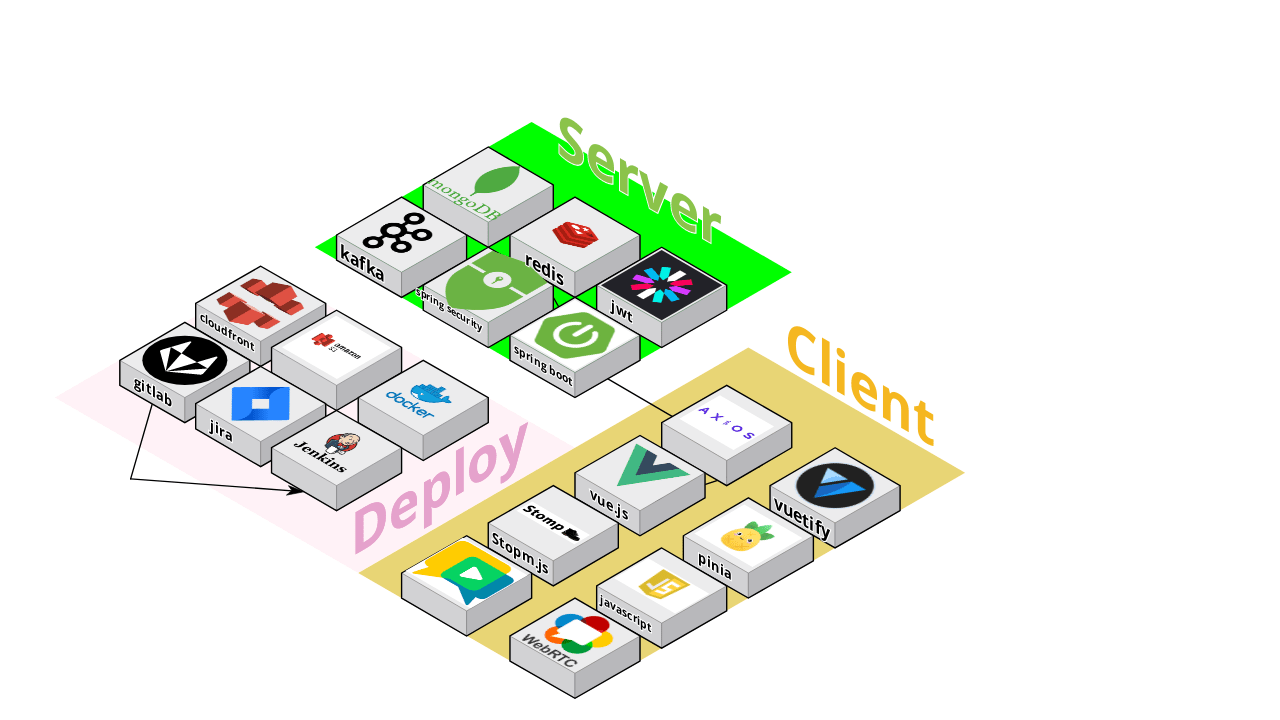 Server
mongoDB
kafka
redis
spring security
jwt
spring boot
cloudfront
amazon
S3
gitlab
jira
docker
Jenkins
Deploy
Client
AXIOS
vue.js
vuetify
Stomp
Stopm.js
pinia
JS
javascript
WebRTC